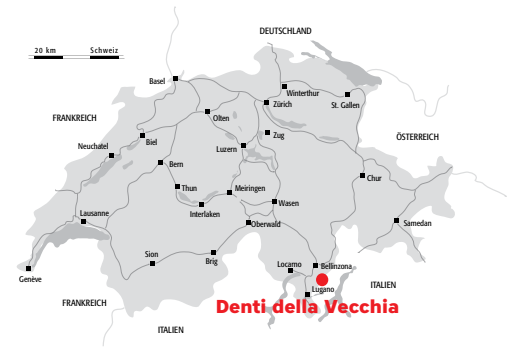 DEUTSCHLAND
20 km Schweiz
Basel
Winterthur
Zürich
St. Gallen
FRANKREICH
Olten
ÖSTERREICH
Neuchatel
Biel
Zug
Luzern
Bern
Chur
Thun
Meiringen
Wasen
Interlaken
Lausanne
Oberwald
Samedan
Sion
Brig
Locarno
Bellinzona
Genève
Lugano
ITALIEN
FRANKREICH
Denti della Vecchia
ITALIEN